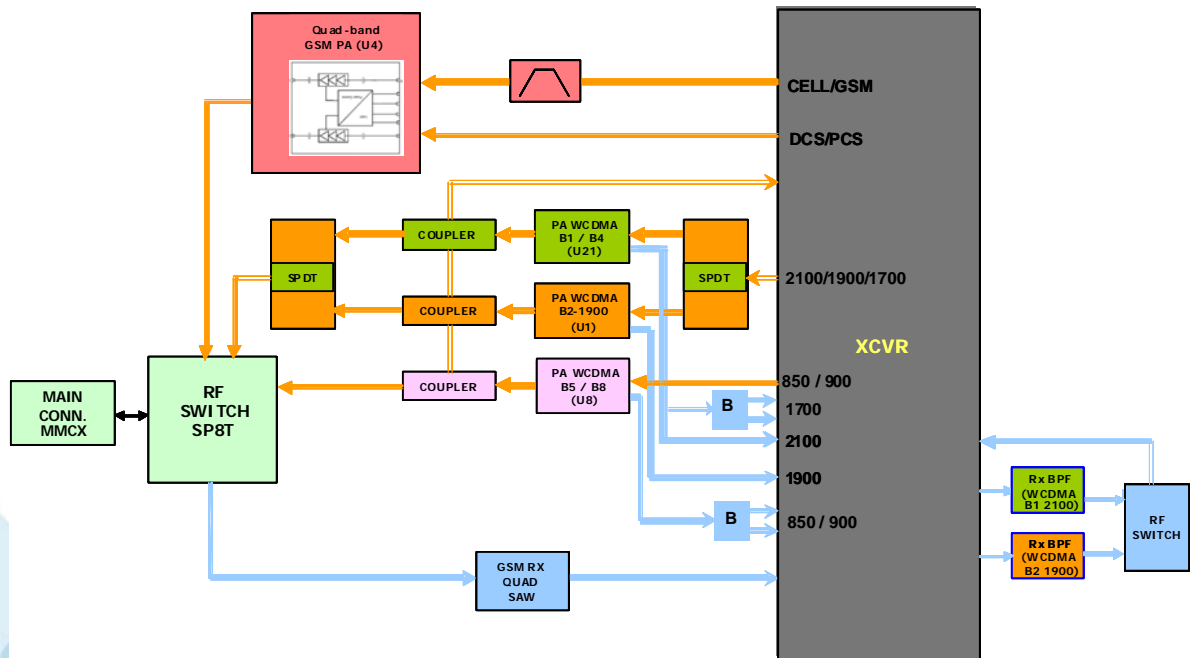 Quad-band
GSM PA (U4)
CELL/GSM
DCS/PCS
COUPLER
PA WCDMA
B1 / B4
(U21)
SPDT
SPDT
2100/1900/1700
COUPLER
PA WCDMA
B2-1900
(U1)
XCVR
COUPLER
PA WCDMA
B5 / B8
(U8)
850 / 900
B
1700
2100
1900
B
850 / 900
MAIN
CONN.
MMCX
RF
SWITCH
SP8T
GSM RX
QUAD
SAW
Rx BPF
(WCDMA
B1 2100)
Rx BPF
(WCDMA
B2 1900)
RF
SWITCH